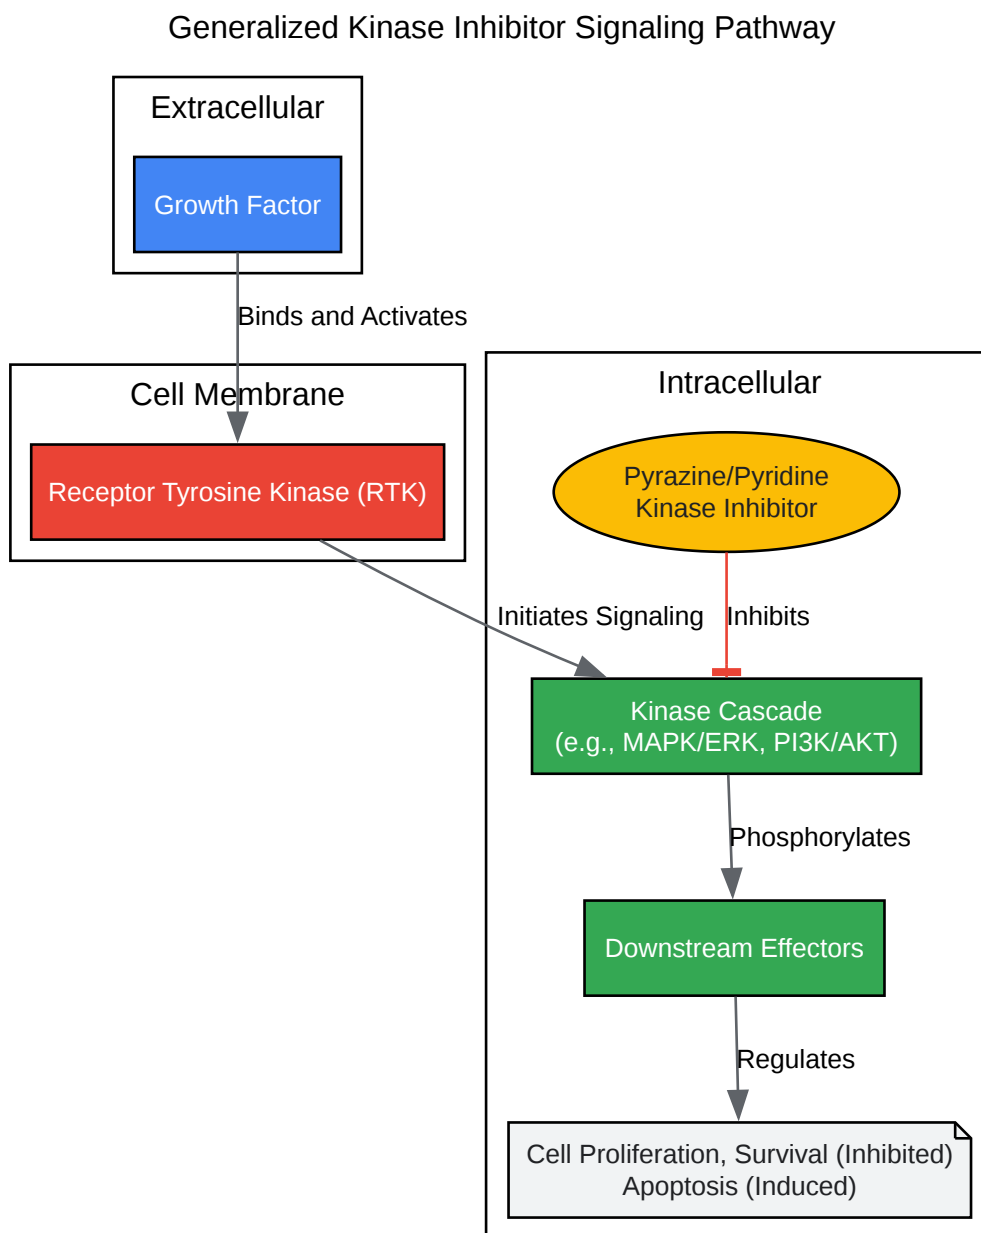 Generalized Kinase Inhibitor Signaling Pathway
Extracellular
Growth Factor
Binds and Activates
Cell Membrane
Receptor Tyrosine Kinase (RTK)
Intracellular
Pyrazine/Pyridine
Kinase Inhibitor
Initiates Signaling
Inhibits
Kinase Cascade
(e.g., MAPK/ERK, PI3K/AKT)
Phosphorylates
Downstream Effectors
Regulates
Cell Proliferation, Survival (Inhibited)
Apoptosis (Induced)